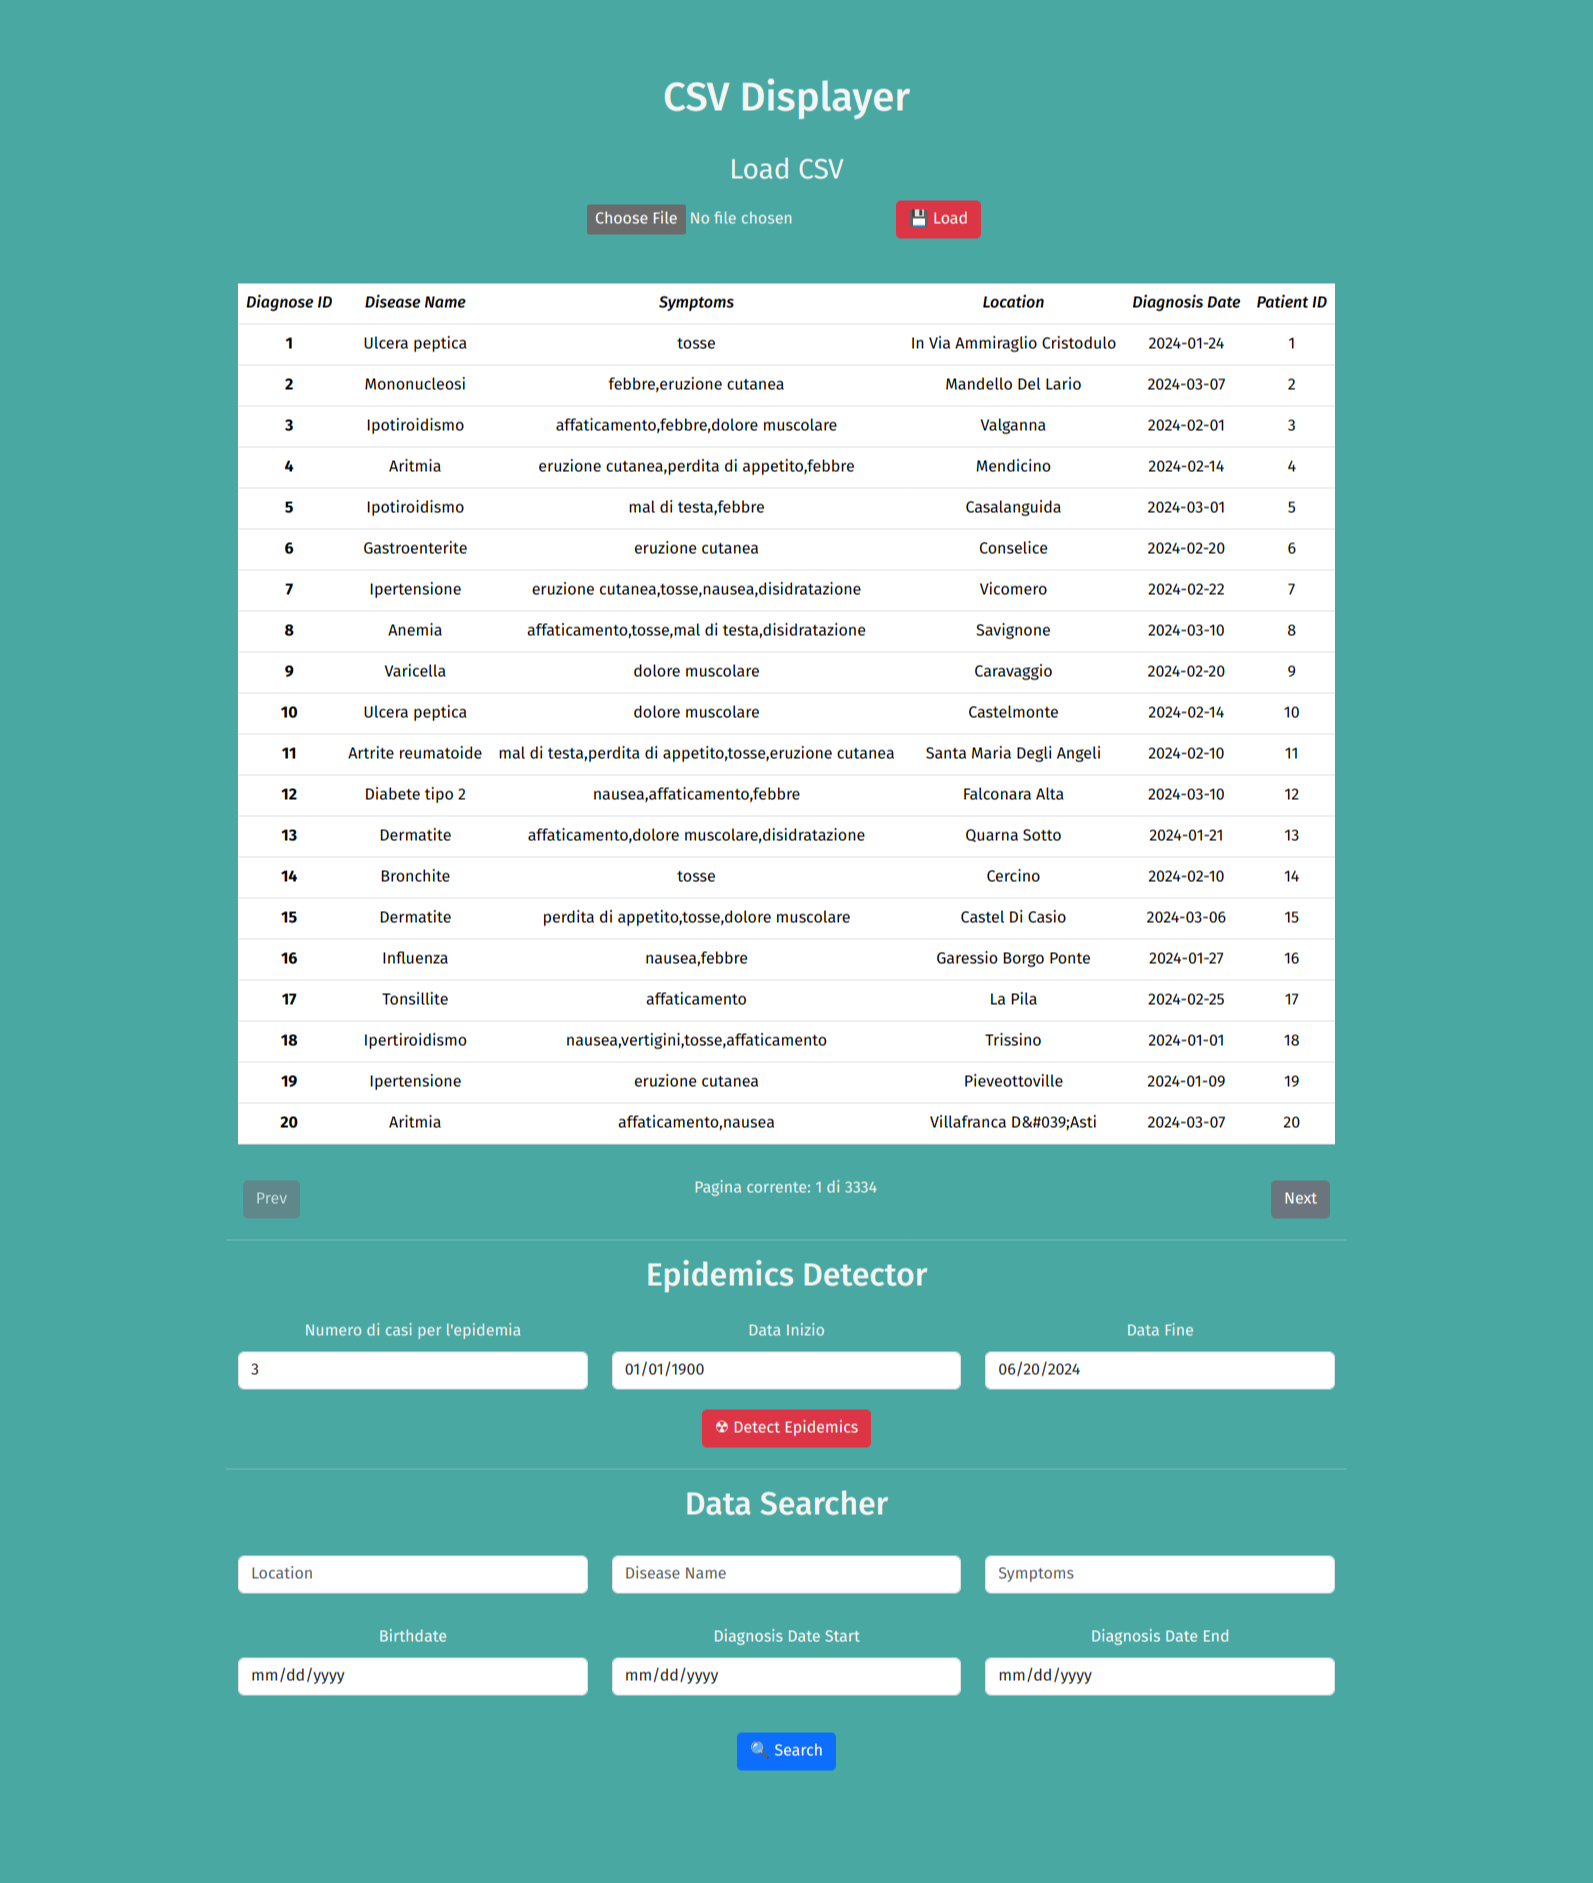 CSV Displayer
Load CSV
Choose File No file chosen 💾 Load
Diagnose ID Disease Name Symptoms Location Diagnosis Date Patient ID
1 Ulcera peptica tosse In Via Ammiraglio Cristodulo 2024-01-24 1
2 Mononucleosi febbre,eruzione cutanea Mandello Del Lario 2024-03-07 2
3 Ipotiroidismo affaticamento,febbre,dolore muscolare Valganna 2024-02-01 3
4 Aritmia eruzione cutanea,perdita di appetito,febbre Mendicino 2024-02-14 4
5 Ipotiroidismo mal di testa,febbre Casalanguida 2024-03-01 5
6 Gastroenterite eruzione cutanea Conselice 2024-02-20 6
7 Ipertensione eruzione cutanea,tosse,nausea,disidratazione Vicomero 2024-02-22 7
8 Anemia affaticamento,tosse,mal di testa,disidratazione Savignone 2024-03-10 8
9 Varicella dolore muscolare Caravaggio 2024-02-20 9
10 Ulcera peptica dolore muscolare Castelmonte 2024-02-14 10
11 Artrite reumatoide mal di testa,perdita di appetito,tosse,eruzione cutanea Santa Maria Degli Angeli 2024-02-10 11
12 Diabete tipo 2 nausea,affaticamento,febbre Falconara Alta 2024-03-10 12
13 Dermatite affaticamento,dolore muscolare,disidratazione Quarna Sotto 2024-01-21 13
14 Bronchite tosse Cercino 2024-02-10 14
15 Dermatite perdita di appetito,tosse,dolore muscolare Castel Di Casio 2024-03-06 15
16 Influenza nausea,febbre Garessio Borgo Ponte 2024-01-27 16
17 Tonsillite affaticamento La Pila 2024-02-25 17
18 Ipertiroidismo nausea,vertigini,tosse,affaticamento Trissino 2024-01-01 18
19 Ipertensione eruzione cutanea Pieveottoville 2024-01-09 19
20 Aritmia affaticamento,nausea Villafranca D&#039;Asti 2024-03-07 20
Prev Pagina corrente: 1 di 3334 Next
Epidemics Detector
Numero di casi per l'epidemia Data Inizio Data Fine
3 01/01/1900 06/20/2024
☢ Detect Epidemics
Data Searcher
Location Disease Name Symptoms
Birthdate Diagnosis Date Start Diagnosis Date End
mm/dd/yyyy mm/dd/yyyy mm/dd/yyyy
🔍 Search